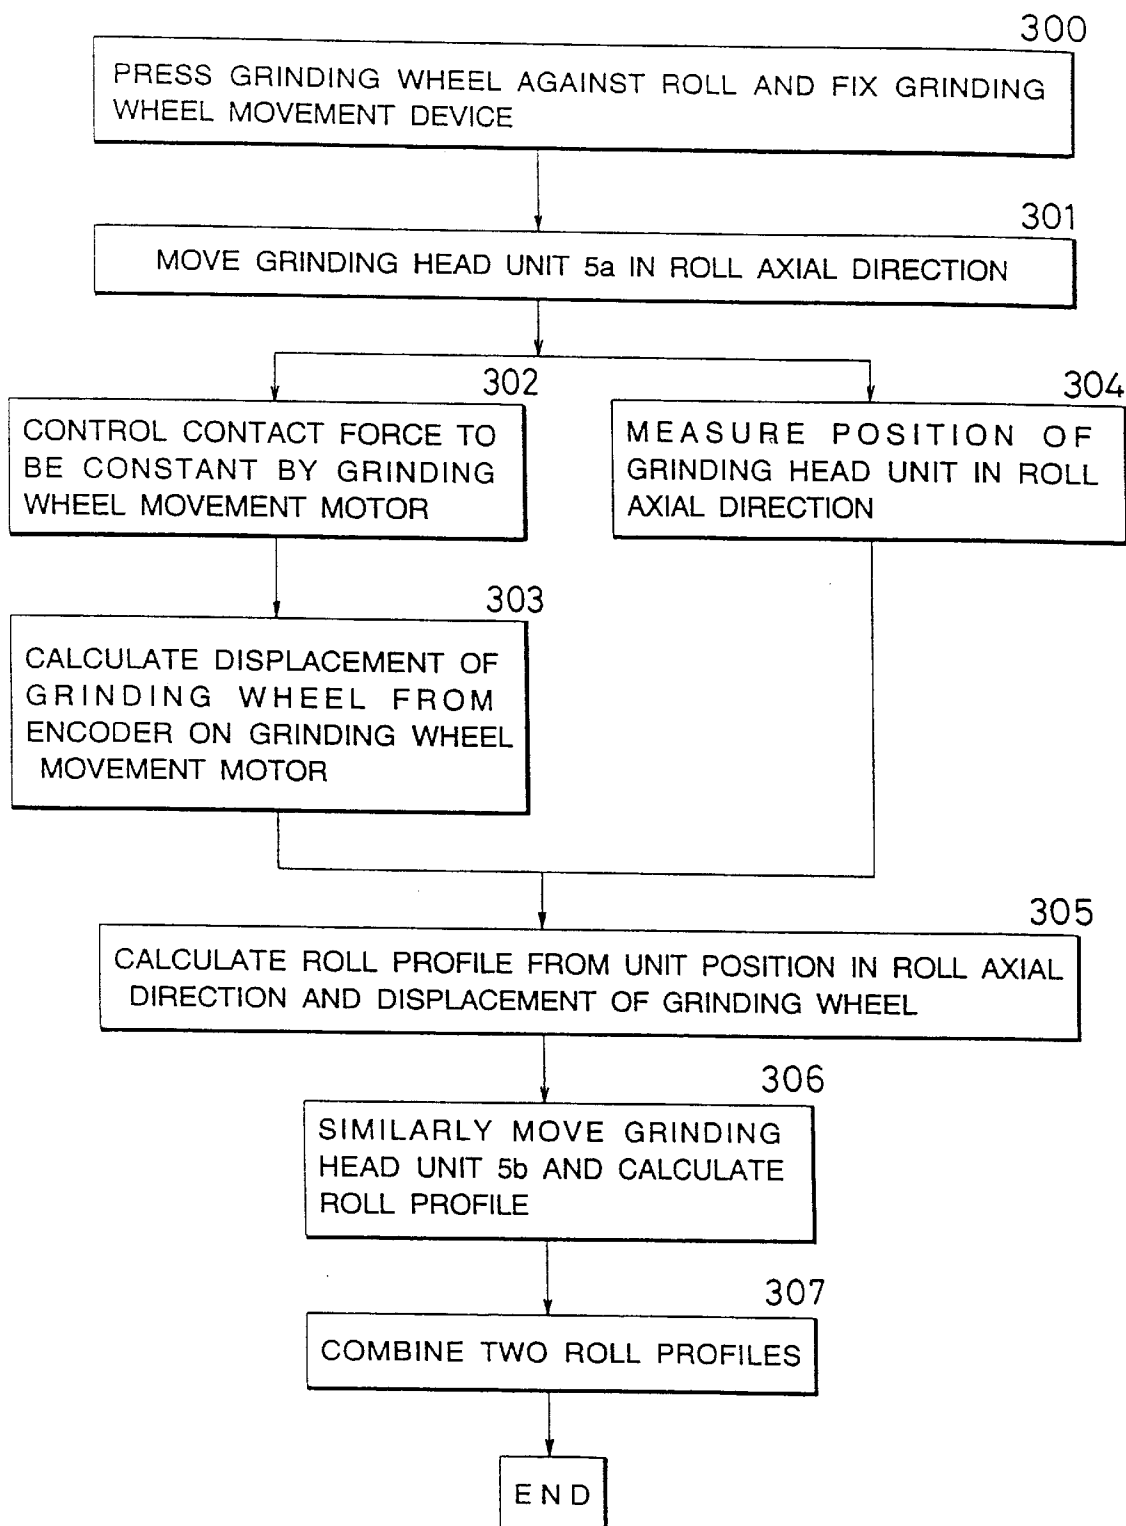 300
PRESS GRINDING WHEEL AGAINST ROLL AND FIX GRINDING
WHEEL MOVEMENT DEVICE
301
MOVE GRINDING HEAD UNIT 5a IN ROLL AXIAL DIRECTION
302
CONTROL CONTACT FORCE TO
BE CONSTANT BY GRINDING
WHEEL MOVEMENT MOTOR
304
MEASURE POSITION OF
GRINDING HEAD UNIT IN ROLL
AXIAL DIRECTION
303
CALCULATE DISPLACEMENT OF
GRINDING WHEEL FROM
ENCODER ON GRINDING WHEEL
MOVEMENT MOTOR
305
CALCULATE ROLL PROFILE FROM UNIT POSITION IN ROLL AXIAL
DIRECTION AND DISPLACEMENT OF GRINDING WHEEL
306
SIMILARLY MOVE GRINDING
HEAD UNIT 5b AND CALCULATE
ROLL PROFILE
307
COMBINE TWO ROLL PROFILES
END